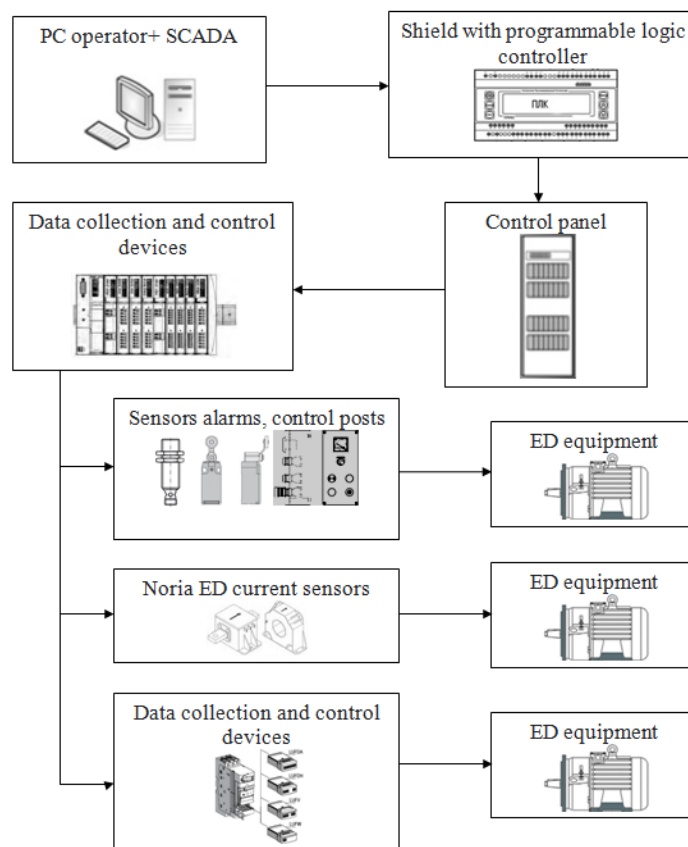 PC operator+ SCADA
Shield with programmable logic
controller
ПЛК
Data collection and control
devices
Control panel
Sensors alarms, control posts
ED equipment
Noria ED current sensors
ED equipment
Data collection and control
devices
ED equipment